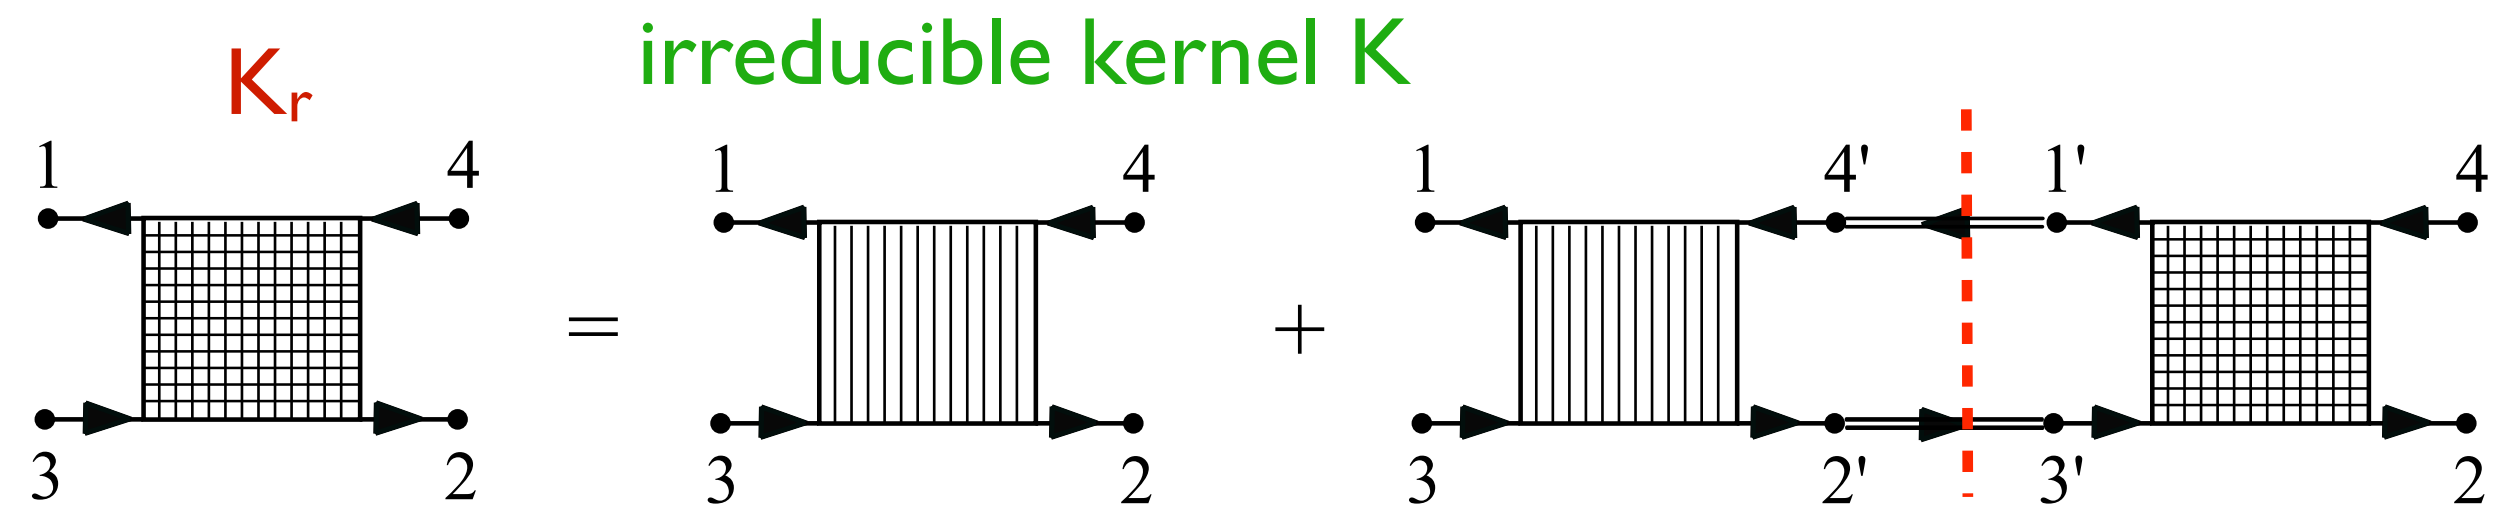 irreducible kernel K
Kr
1 4 1 4 1 4' 1' 4
= +
3 2 3 2 3 2' 3' 2